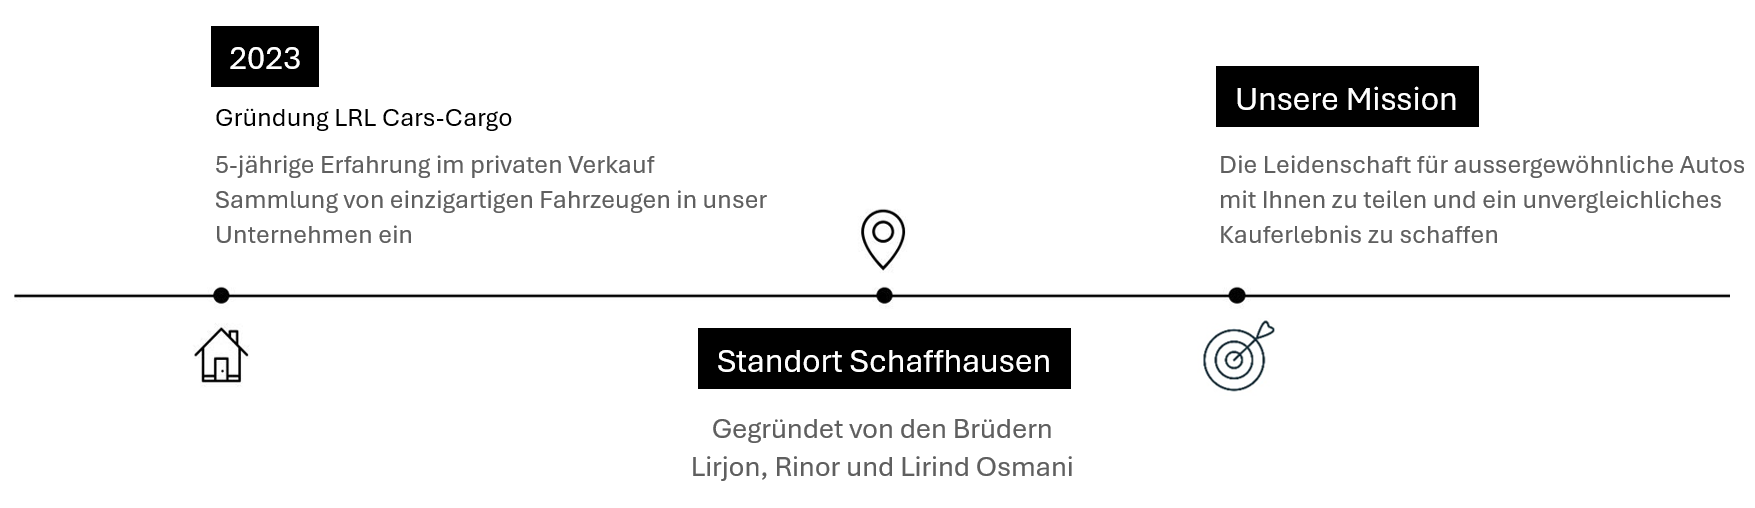 2023
Gründung LRL Cars-Cargo
5-jährige Erfahrung im privaten Verkauf
Sammlung von einzigartigen Fahrzeugen in unser
Unternehmen ein
Standort Schaffhausen
Gegründet von den Brüdern
Lirjon, Rinor und Lirind Osmani
Unsere Mission
Die Leidenschaft für aussergewöhnliche Autos
mit Ihnen zu teilen und ein unvergleichliches
Kauferlebnis zu schaffen